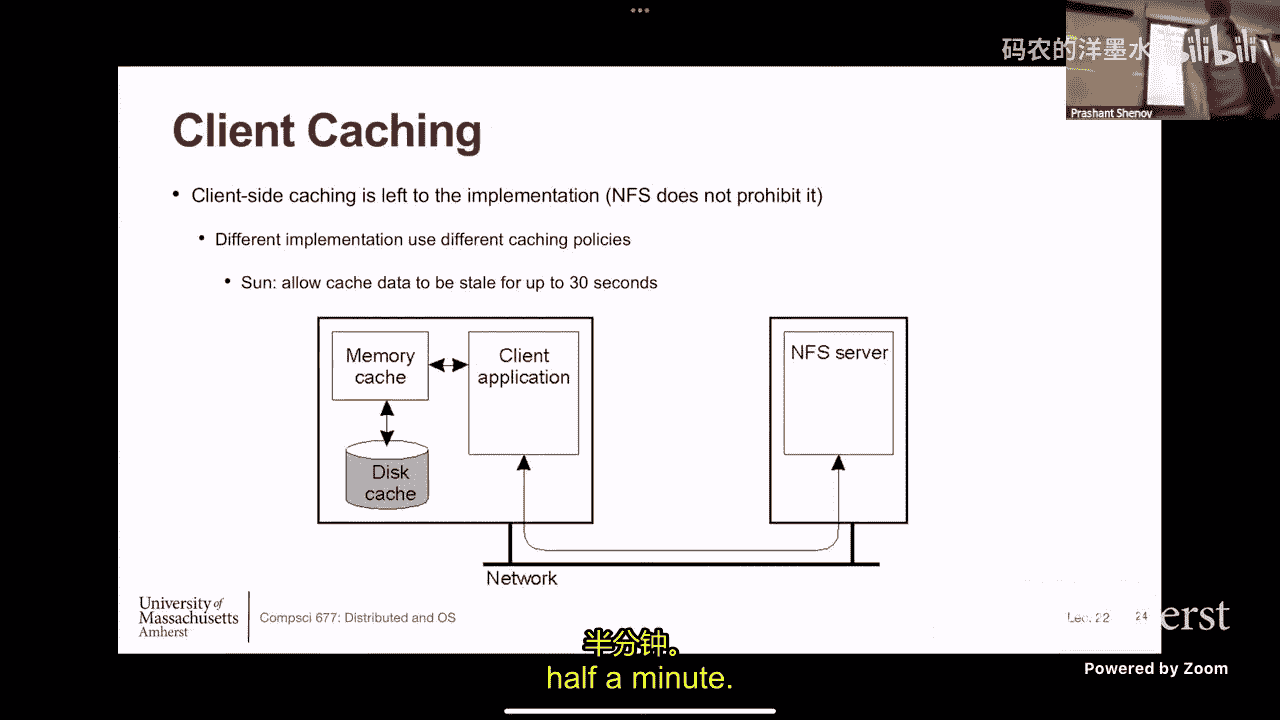 码农的洋墨水 bilibili
Prashant Shenoy
Client Caching
• Client-side caching is left to the implementation (NFS does not prohibit it)
• Different implementation use different caching policies
• Sun: allow cache data to be stale for up to 30 seconds
Memory
cache
Client
application
NFS server
Disk
cache
Network
University of
Massachusetts
Amherst
Compsci 677: Distributed and OS
Lec. 22
24
erst
半分钟。
half a minute.
Powered by Zoom